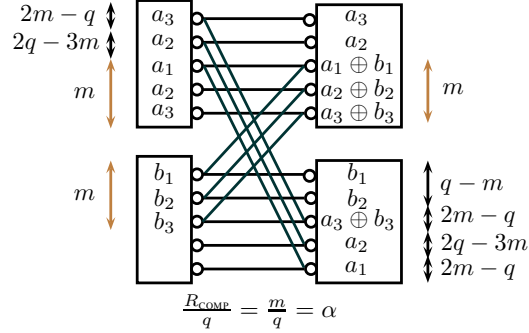 2m − q
2q − 3m
m
a₃
a₂
a₁
a₂
a₃
a₃
a₂
a₁ ⊕ b₁
a₂ ⊕ b₂
a₃ ⊕ b₃
m
m
b₁
b₂
b₃
b₁
b₂
a₃ ⊕ b₃
a₂
a₁
q − m
2m − q
2q − 3m
2m − q
R_COMP/q = m/q = α